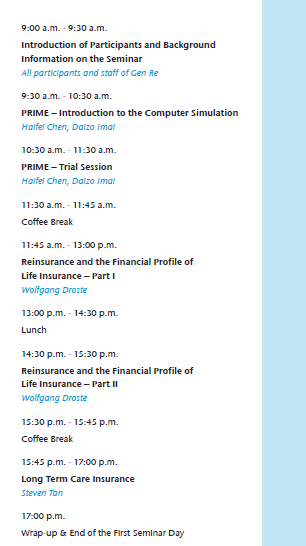 9:00 a.m. - 9:30 a.m.
Introduction of Participants and Background
Information on the Seminar
All participants and staff of Gen Re
9:30 a.m. - 10:30 a.m.
PRIME – Introduction to the Computer Simulation
Haifei Chen, Daizo Imai
10:30 a.m. - 11:30 a.m.
PRIME – Trial Session
Haifei Chen, Daizo Imai
11:30 a.m. - 11:45 a.m.
Coffee Break
11:45 a.m. - 13:00 p.m.
Reinsurance and the Financial Profile of
Life Insurance – Part I
Wolfgang Droste
13:00 p.m. - 14:30 p.m.
Lunch
14:30 p.m. - 15:30 p.m.
Reinsurance and the Financial Profile of
Life Insurance – Part II
Wolfgang Droste
15:30 p.m. - 15:45 p.m.
Coffee Break
15:45 p.m. - 17:00 p.m.
Long Term Care Insurance
Steven Tan
17:00 p.m.
Wrap-up & End of the First Seminar Day